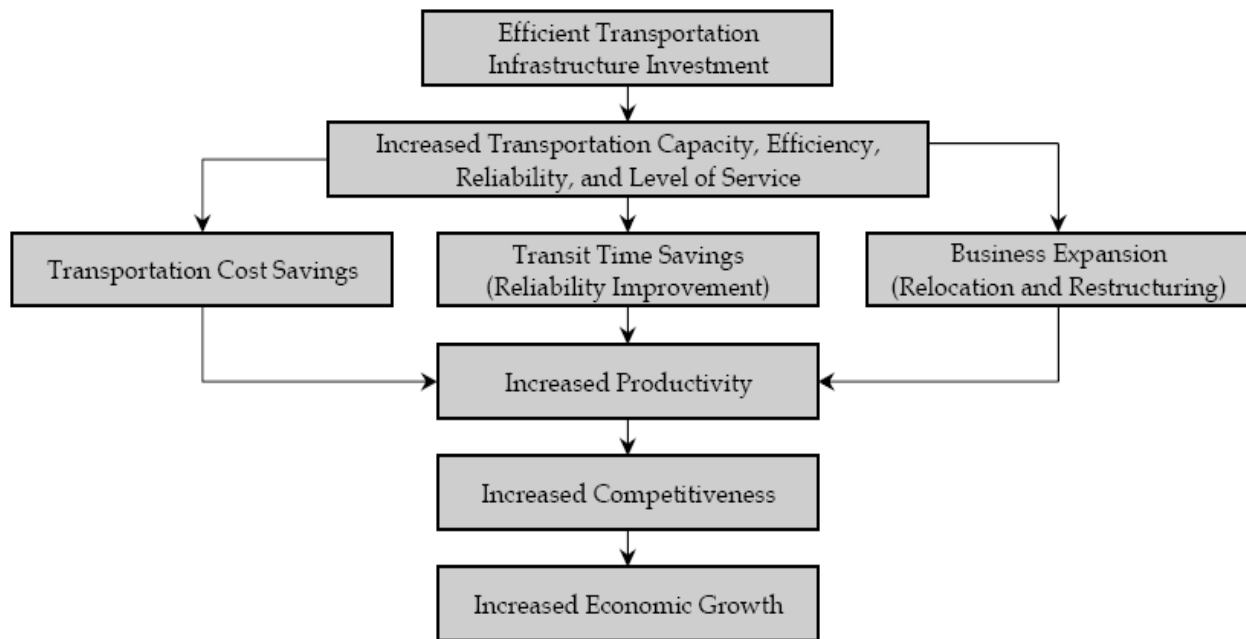 Efficient Transportation
Infrastructure Investment
Increased Transportation Capacity, Efficiency,
Reliability, and Level of Service
Transportation Cost Savings
Transit Time Savings
(Reliability Improvement)
Business Expansion
(Relocation and Restructuring)
Increased Productivity
Increased Competitiveness
Increased Economic Growth